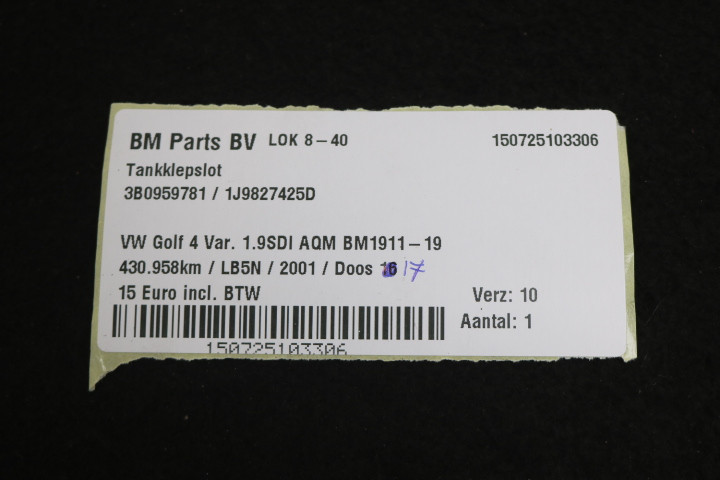 BM Parts BV LOK 8-40 150725103306
Tankklepslot
3B0959781 / 1J9827425D
VW Golf 4 Var. 1.9SDI AQM BM1911-19
430.958km / LB5N / 2001 / Doos 16 17
15 Euro incl. BTW Verz: 10
Aantal: 1
150725103306